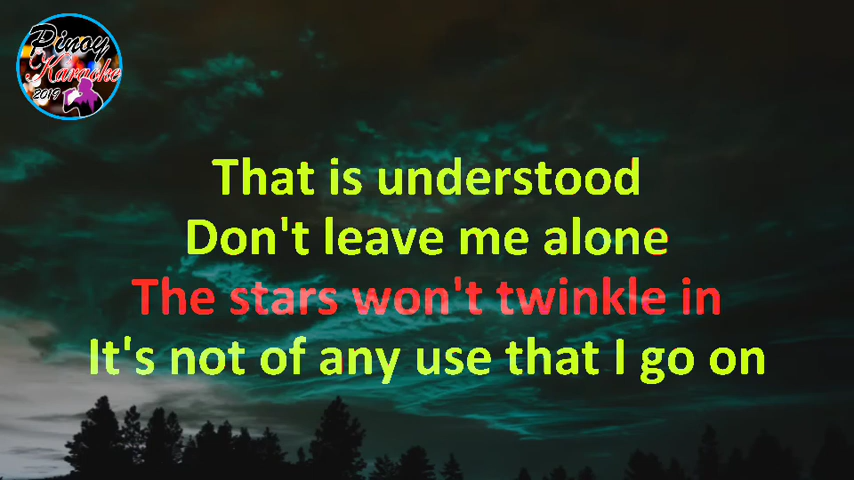 Pinoy
Karaoke
2019
That is understood
Don't leave me alone
The stars won't twinkle in
It's not of any use that I go on